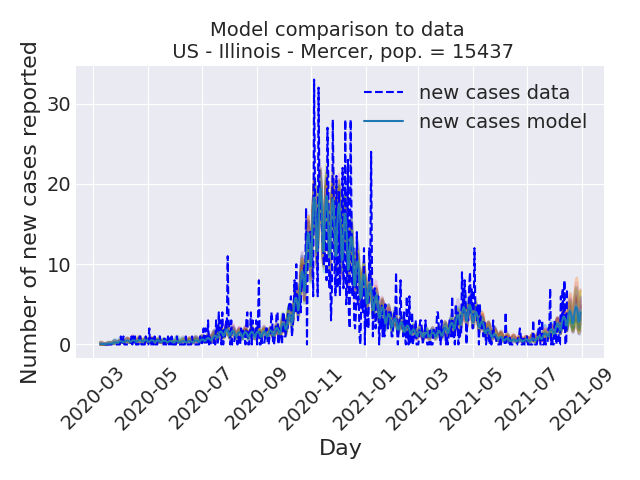 Model comparison to data
US - Illinois - Mercer, pop. = 15437
Number of new cases reported
30
20
10
0
new cases data
new cases model
2020-03
2020-05
2020-07
2020-09
2020-11
2021-01
2021-03
2021-05
2021-07
2021-09
Day